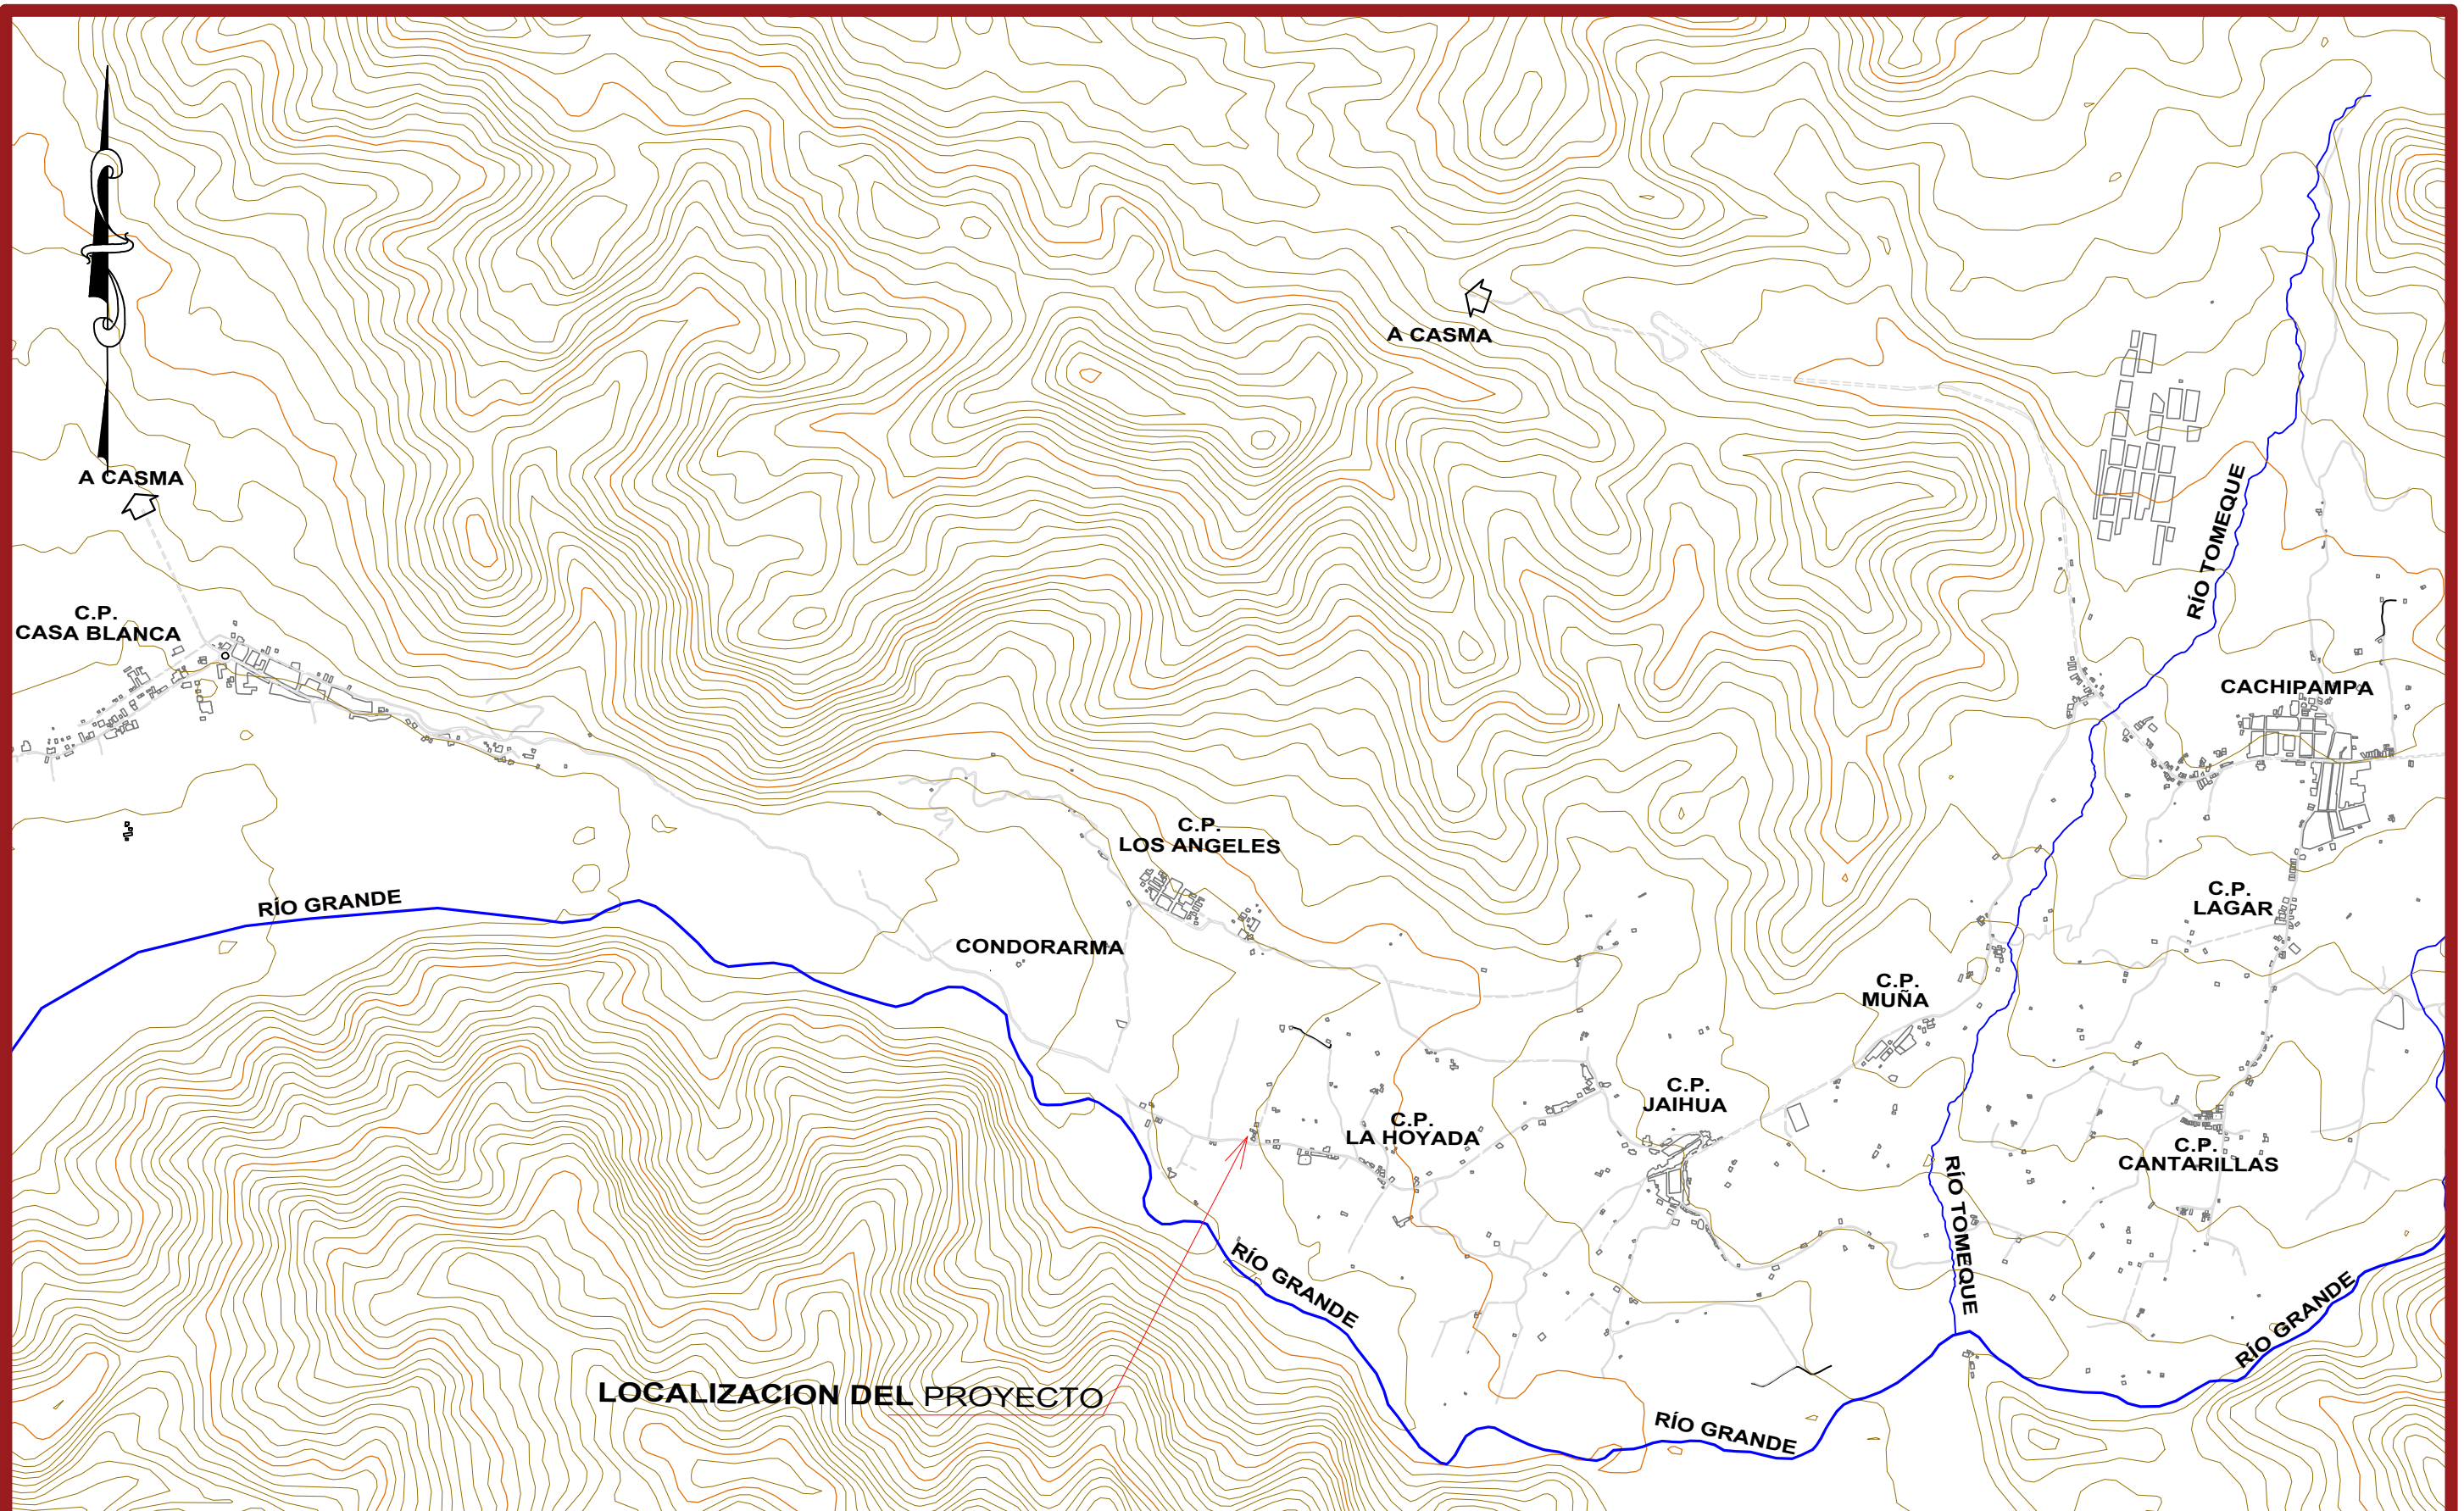 A CASMA
A CASMA
RÍO TOMEQUE
C.P.
CASA BLANCA
CACHIPAMPA
C.P.
LOS ANGELES
RÍO GRANDE
C.P.
LAGAR
CONDORARMA
C.P.
MUÑA
C.P.
JAIHUA
C.P.
LA HOYADA
C.P.
CANTARILLAS
RÍO TOMEQUE
RÍO GRANDE
RÍO GRANDE
LOCALIZACION DEL PROYECTO
RÍO GRANDE